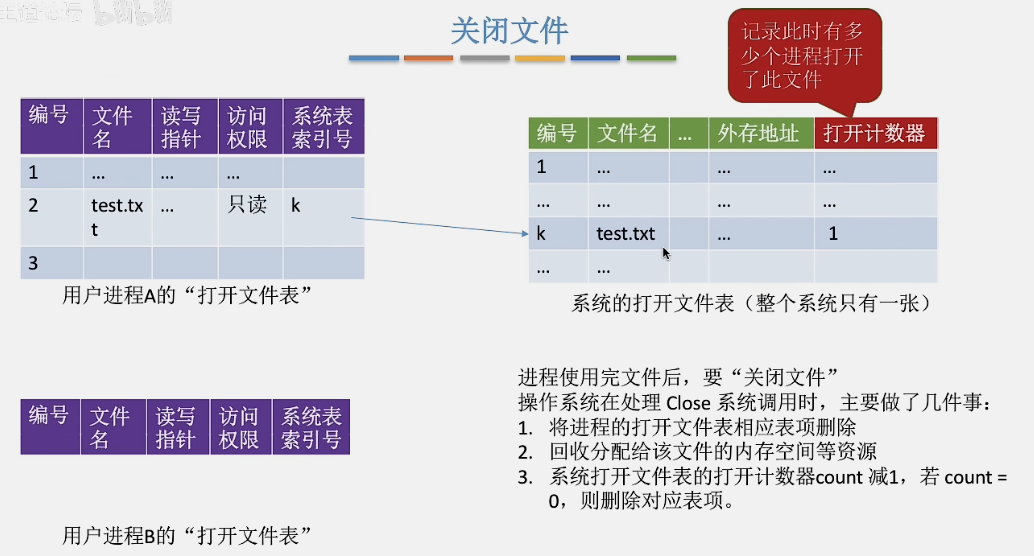 关闭文件
记录此时有多
少个进程打开
了此文件
编号 文件名 读写指针 访问权限 系统表索引号
1 ... ... ...
2 test.txt ... 只读 k
3
用户进程A的“打开文件表”
编号 文件名 ... 外存地址 打开计数器
1 ... ... ...
... ... ... ...
k test.txt ... 1
... ...
系统的打开文件表（整个系统只有一张）
编号 文件名 读写指针 访问权限 系统表索引号
用户进程B的“打开文件表”
进程使用完文件后，要“关闭文件”
操作系统在处理 Close 系统调用时，主要做了几件事：
1. 将进程的打开文件表相应表项删除
2. 回收分配给该文件的内存空间等资源
3. 系统打开文件表的打开计数器count 减1，若 count =
0，则删除对应表项。